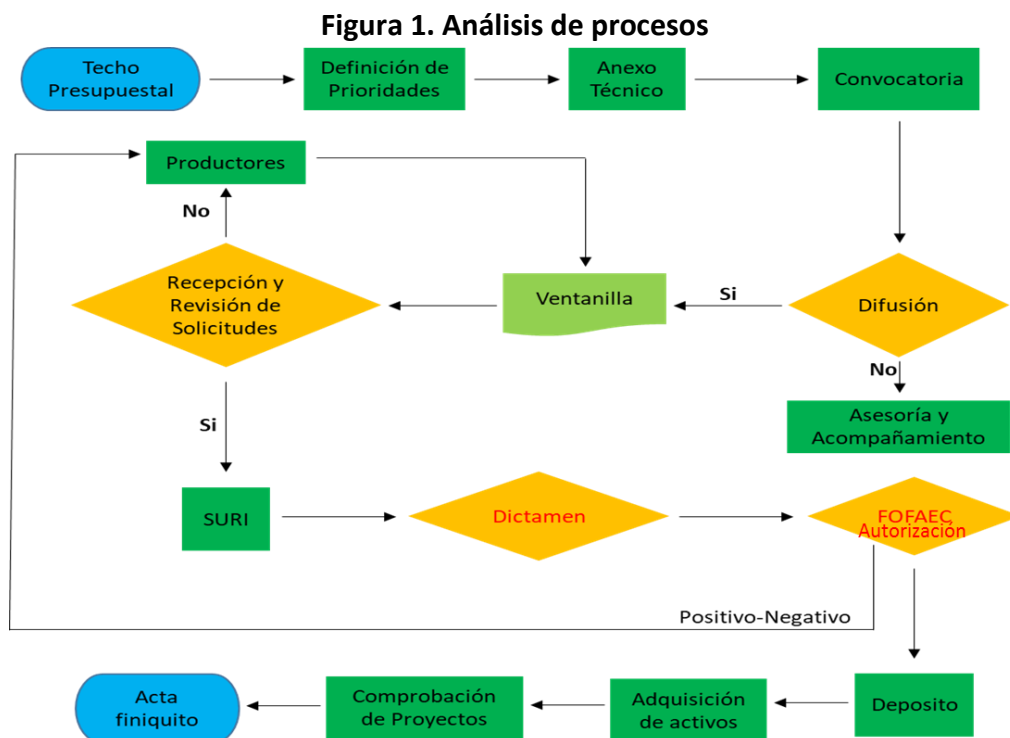 Figura 1. Análisis de procesos
Techo
Presupuestal
Definición de
Prioridades
Anexo
Técnico
Convocatoria
Productores
No
Recepción y
Revisión de
Solicitudes
Ventanilla
Si
Difusión
No
Asesoría y
Acompañamiento
Si
SURI
Dictamen
FOFAEC
Autorización
Positivo-Negativo
Acta
finiquito
Comprobación
de Proyectos
Adquisición
de activos
Deposito